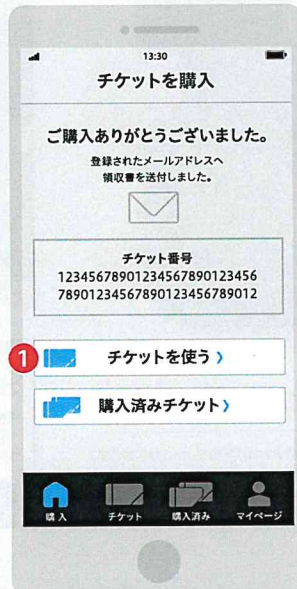 13:30
チケットを購入
ご購入ありがとうございました。
登録されたメールアドレスへ
領収書を送付しました。
チケット番号
12345678901234567890123456
78901234567890123456789012
1
チケットを使う 〉
購入済みチケット 〉
購入
チケット
購入済み
マイページ